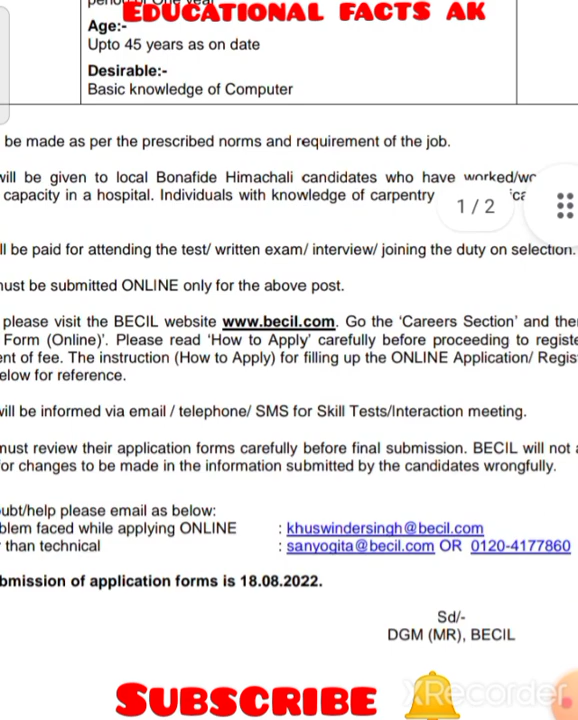 EDUCATIONAL FACTS AK
Age:-
Upto 45 years as on date
Desirable:-
Basic knowledge of Computer
be made as per the prescribed norms and requirement of the job.
will be given to local Bonafide Himachali candidates who have
capacity in a hospital. Individuals with knowledge of carpentry
1 / 2
ll be paid for attending the test/ written exam/ interview/ joining the duty on selection.
must be submitted ONLINE only for the above post.
please visit the BECIL website www.becil.com. Go the 'Careers Section' and then
Form (Online)'. Please read 'How to Apply' carefully before proceeding to registe
ent of fee. The instruction (How to Apply) for filling up the ONLINE Application/ Regis
elow for reference.
will be informed via email / telephone/ SMS for Skill Tests/Interaction meeting.
must review their application forms carefully before final submission. BECIL will not a
or changes to be made in the information submitted by the candidates wrongfully.
oubt/help please email as below:
blem faced while applying ONLINE : khuswindersingh@becil.com
than technical : sanyogita@becil.com OR 0120-4177860
bmission of application forms is 18.08.2022.
Sd/-
DGM (MR), BECIL
SUBSCRIBE
XRecorder